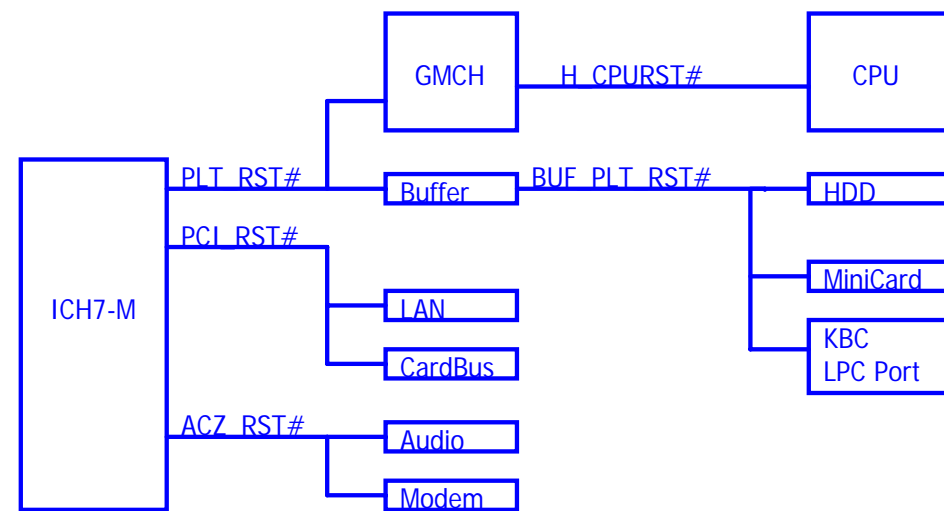 GMCH
H_CPURST#
CPU
PLT_RST#
Buffer
BUF_PLT_RST#
HDD
PCI_RST#
MiniCard
ICH7-M
LAN
KBC
LPC Port
CardBus
ACZ_RST#
Audio
Modem